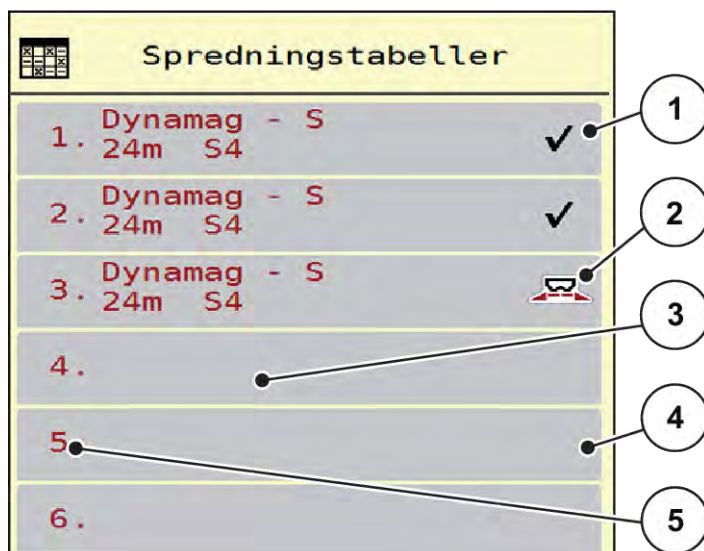 Spredningstabeller
1. Dynamag - S
24m S4
1
2. Dynamag - S
24m S4
2
3. Dynamag - S
24m S4
3
4.
4
5.
5
6.